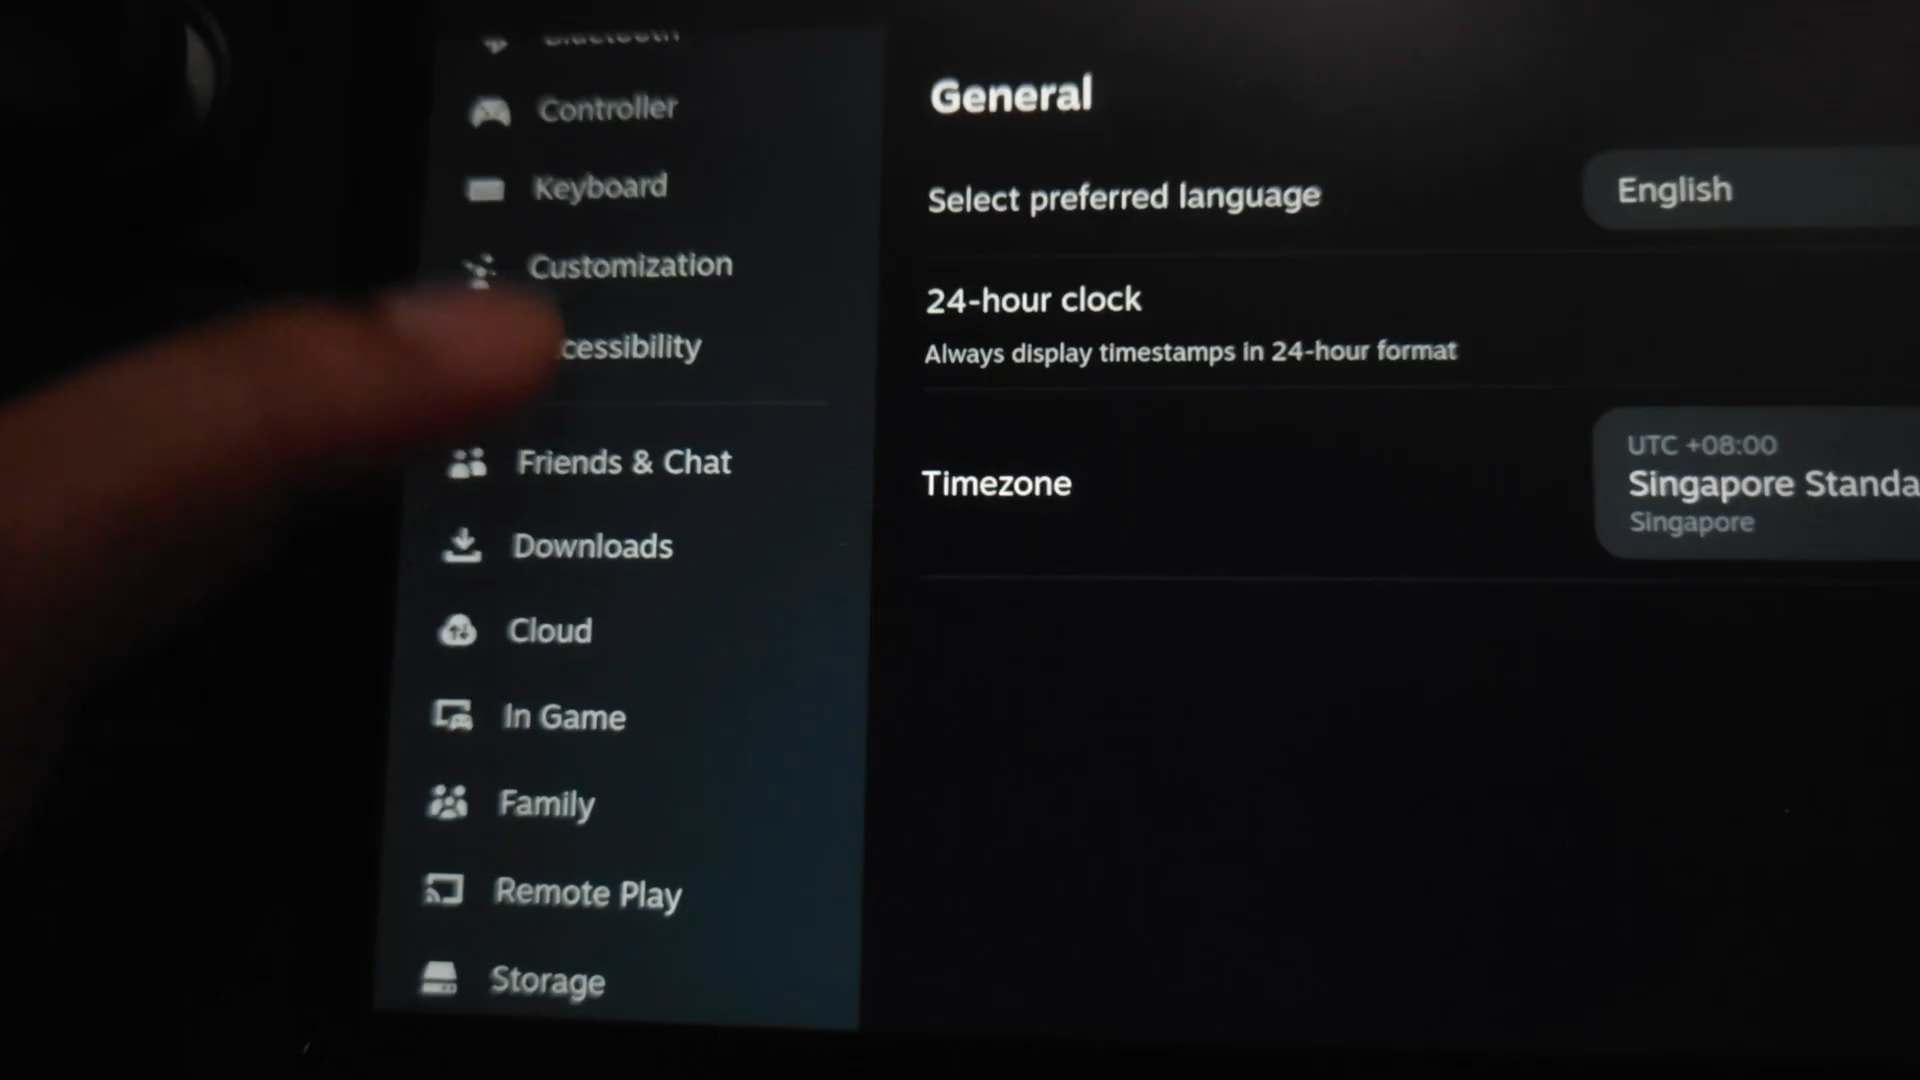 Bluetooth
Controller
Keyboard
Customization
cessibility
Friends & Chat
Downloads
Cloud
In Game
Family
Remote Play
Storage
General
Select preferred language
English
24-hour clock
Always display timestamps in 24-hour format
Timezone
UTC +08:00
Singapore Standa
Singapore